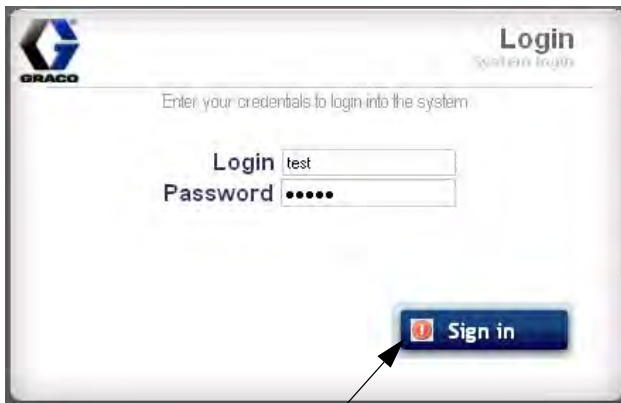 GRACO
Login
System login
Enter your credentials to login into the system
Login test
Password •••••
Sign in